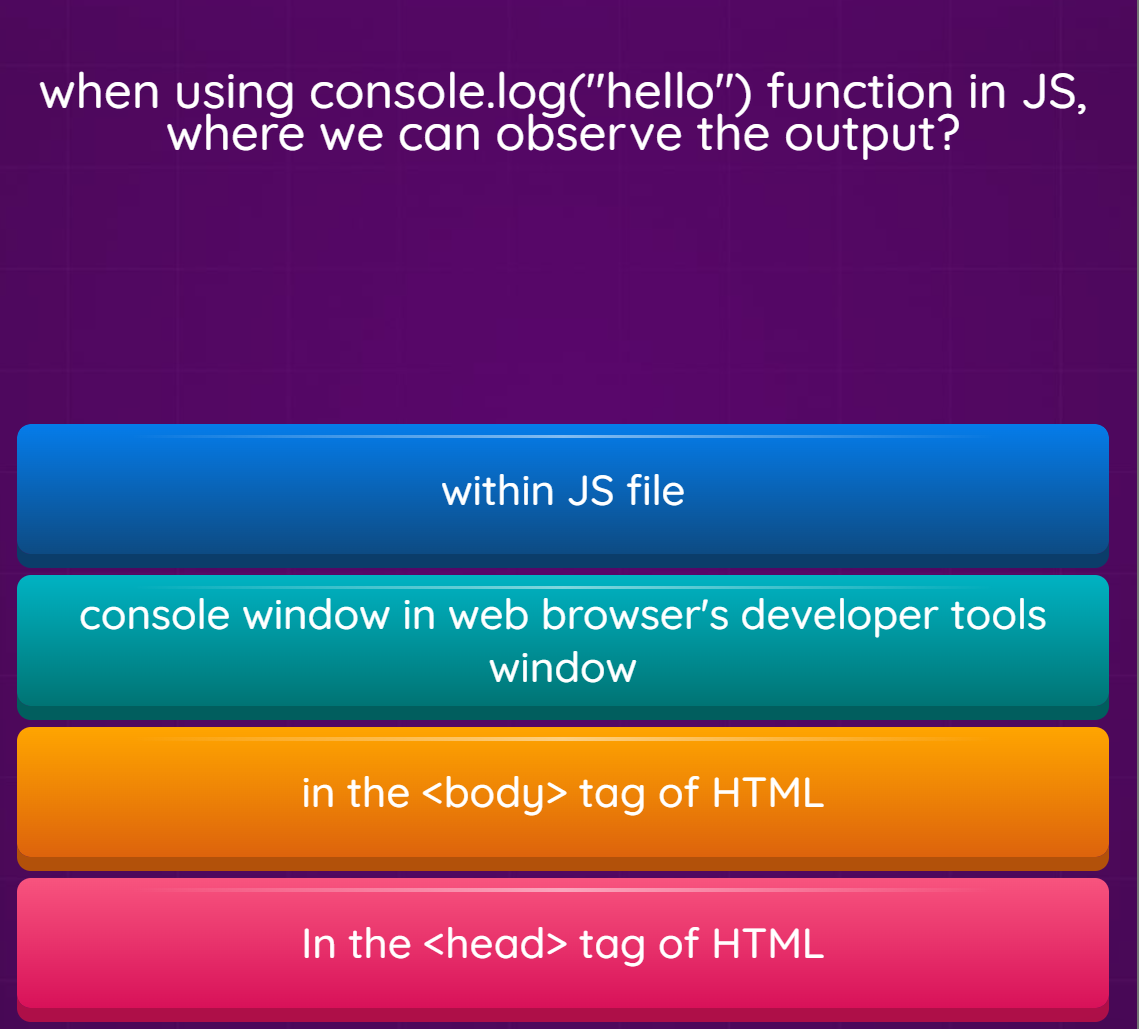 when using console.log("hello") function in JS,
where we can observe the output?
within JS file
console window in web browser's developer tools
window
in the <body> tag of HTML
In the <head> tag of HTML